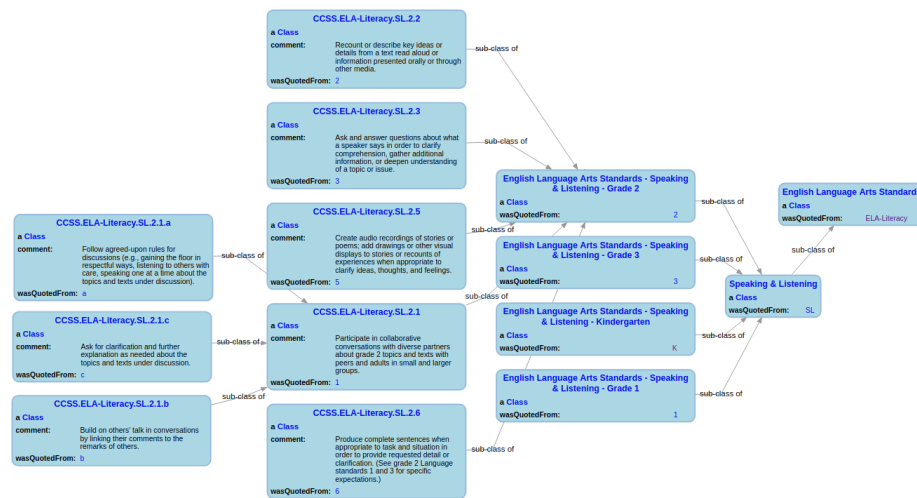 CCSS.ELA-Literacy.SL.2.2
a Class
comment: Recount or describe key ideas or
details from a text read aloud or
information presented orally or through
other media.
wasQuotedFrom: 2
sub-class of
CCSS.ELA-Literacy.SL.2.3
a Class
comment: Ask and answer questions about what
a speaker says in order to clarify
comprehension, gather additional
information, or deepen understanding
of a topic or issue.
wasQuotedFrom: 3
sub-class of
CCSS.ELA-Literacy.SL.2.5
a Class
comment: Create audio recordings of stories or
poems; add drawings or other visual
displays to stories or recounts of
experiences when appropriate to
clarify ideas, thoughts, and feelings.
wasQuotedFrom: 5
sub-class of
CCSS.ELA-Literacy.SL.2.1.a
a Class
comment: Follow agreed-upon rules for
discussions (e.g., gaining the floor in
respectful ways, listening to others with
care, speaking one at a time about the
topics and texts under discussion).
wasQuotedFrom: a
sub-class of
CCSS.ELA-Literacy.SL.2.1.c
a Class
comment: Ask for clarification and further
explanation as needed about the
topics and texts under discussion.
wasQuotedFrom: c
sub-class of
CCSS.ELA-Literacy.SL.2.1.b
a Class
comment: Build on others' talk in conversations
by linking their comments to the
remarks of others.
wasQuotedFrom: b
sub-class of
CCSS.ELA-Literacy.SL.2.1
a Class
comment: Participate in collaborative
conversations with diverse partners
about grade 2 topics and texts with
peers and adults in small and larger
groups.
wasQuotedFrom: 1
sub-class of
CCSS.ELA-Literacy.SL.2.6
a Class
comment: Produce complete sentences when
appropriate to task and situation in
order to provide requested detail or
clarification. (See grade 2 Language
standards 1 and 3 for specific
expectations.)
wasQuotedFrom: 6
sub-class of
English Language Arts Standards - Speaking
& Listening - Grade 2
a Class
wasQuotedFrom: 2
sub-class of
English Language Arts Standards - Speaking
& Listening - Grade 3
a Class
wasQuotedFrom: 3
sub-class of
English Language Arts Standards - Speaking
& Listening - Kindergarten
a Class
wasQuotedFrom: K
sub-class of
English Language Arts Standards - Speaking
& Listening - Grade 1
a Class
wasQuotedFrom: 1
sub-class of
Speaking & Listening
a Class
wasQuotedFrom: SL
sub-class of
English Language Arts Standard
a Class
wasQuotedFrom: ELA-Literacy